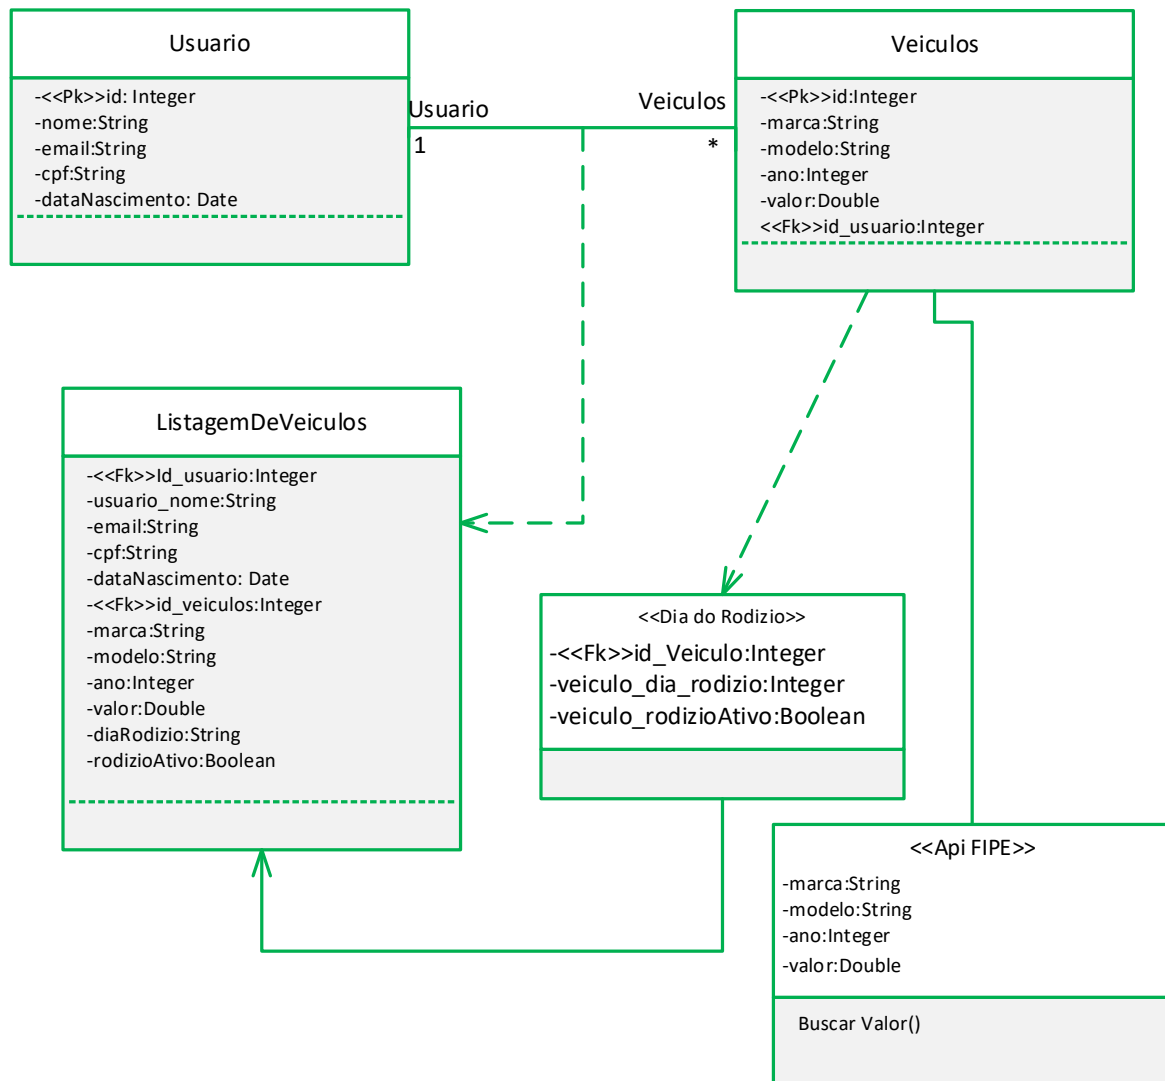 Usuario
-<<Pk>>id: Integer
-nome:String
-email:String
-cpf:String
-dataNascimento: Date
Usuario
1
Veiculos
*
Veiculos
-<<Pk>>id:Integer
-marca:String
-modelo:String
-ano:Integer
-valor:Double
<<Fk>>id_usuario:Integer
ListagemDeVeiculos
-<<Fk>>Id_usuario:Integer
-usuario_nome:String
-email:String
-cpf:String
-dataNascimento: Date
-<<Fk>>id_veiculos:Integer
-marca:String
-modelo:String
-ano:Integer
-valor:Double
-diaRodizio:String
-rodizioAtivo:Boolean
<<Dia do Rodizio>>
-<<Fk>>id_Veiculo:Integer
-veiculo_dia_rodizio:Integer
-veiculo_rodizioAtivo:Boolean
<<Api FIPE>>
-marca:String
-modelo:String
-ano:Integer
-valor:Double
Buscar Valor()